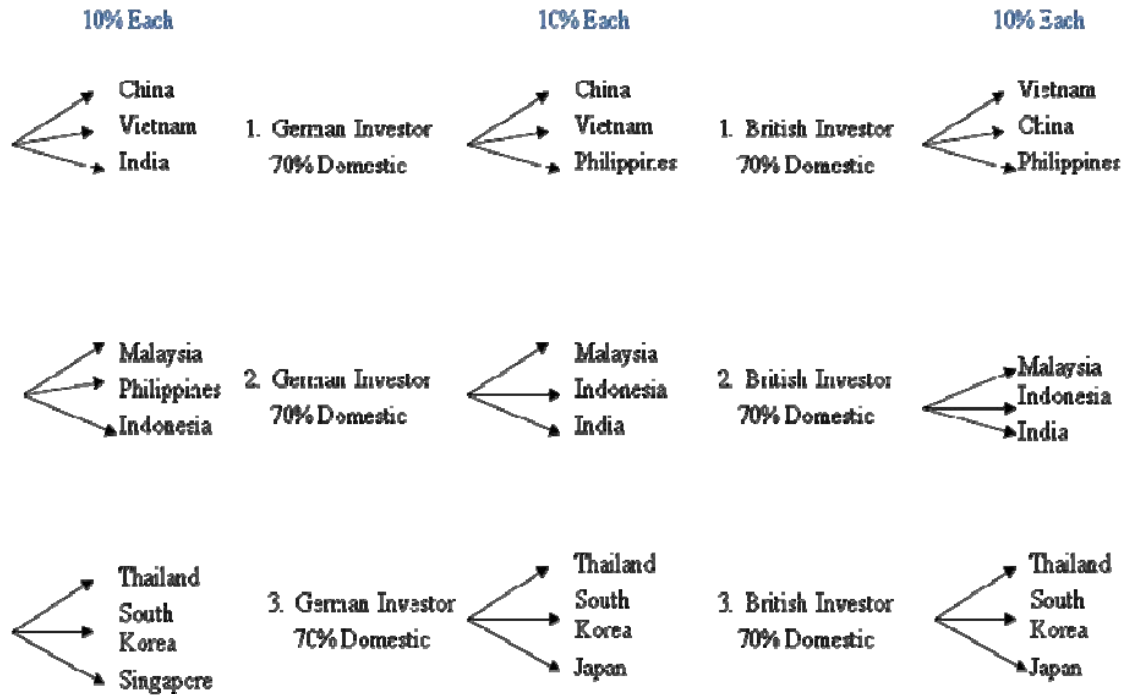 10% Each
10% Each
10% Each
China
Vietnam
India
1. German Investor
70% Domestic
China
Vietnam
Philippines
1. British Investor
70% Domestic
Vietnam
China
Philippines
Malaysia
Philippines
Indonesia
2. German Investor
70% Domestic
Malaysia
Indonesia
India
2. British Investor
70% Domestic
Malaysia
Indonesia
India
Thailand
South
Korea
Singapore
3. German Investor
70% Domestic
Thailand
South
Korea
Japan
3. British Investor
70% Domestic
Thailand
South
Korea
Japan